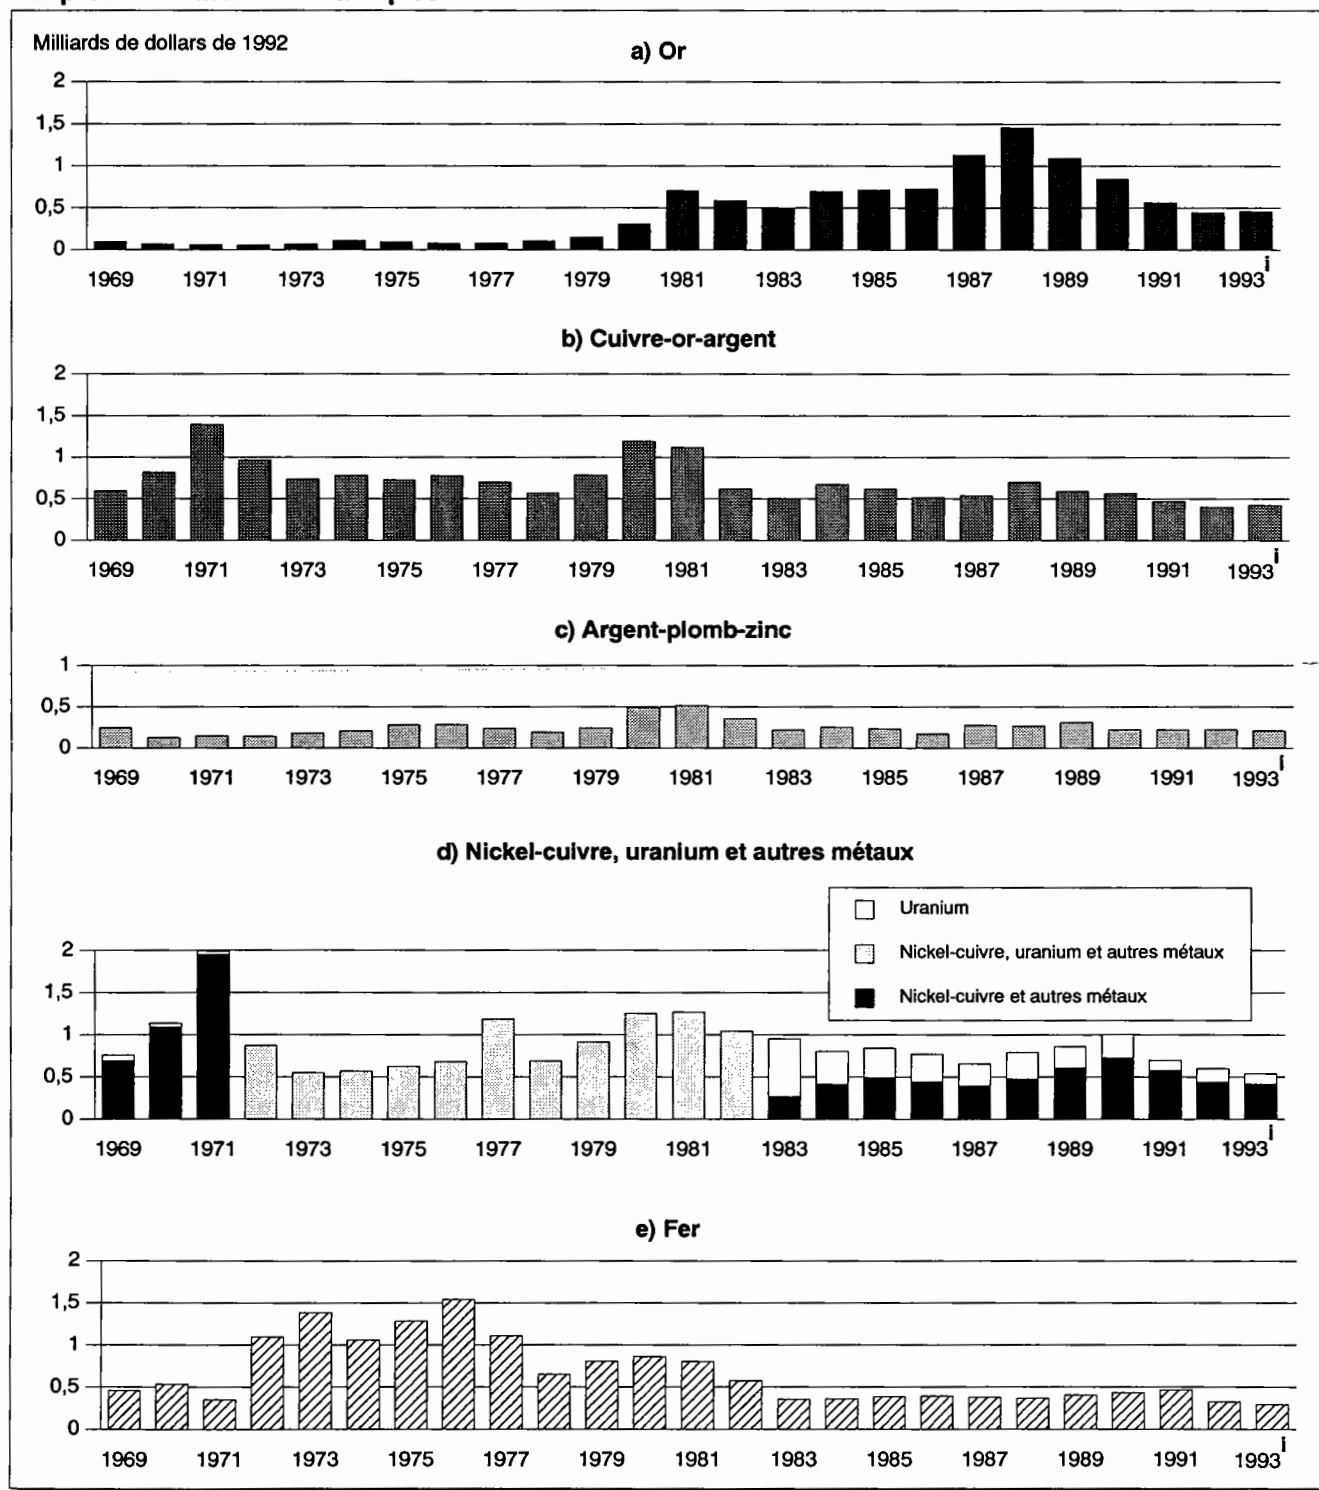 Milliards de dollars de 1992
a) Or
2
1,5
1
0,5
0
1969 1971 1973 1975 1977 1979 1981 1983 1985 1987 1989 1991 1993 i
b) Cuivre-or-argent
2
1,5
1
0,5
0
1969 1971 1973 1975 1977 1979 1981 1983 1985 1987 1989 1991 1993 i
c) Argent-plomb-zinc
1
0,5
0
1969 1971 1973 1975 1977 1979 1981 1983 1985 1987 1989 1991 1993 i
d) Nickel-cuivre, uranium et autres métaux
Uranium
Nickel-cuivre, uranium et autres métaux
Nickel-cuivre et autres métaux
2
1,5
1
0,5
0
1969 1971 1973 1975 1977 1979 1981 1983 1985 1987 1989 1991 1993 i
e) Fer
2
1,5
1
0,5
0
1969 1971 1973 1975 1977 1979 1981 1983 1985 1987 1989 1991 1993 i